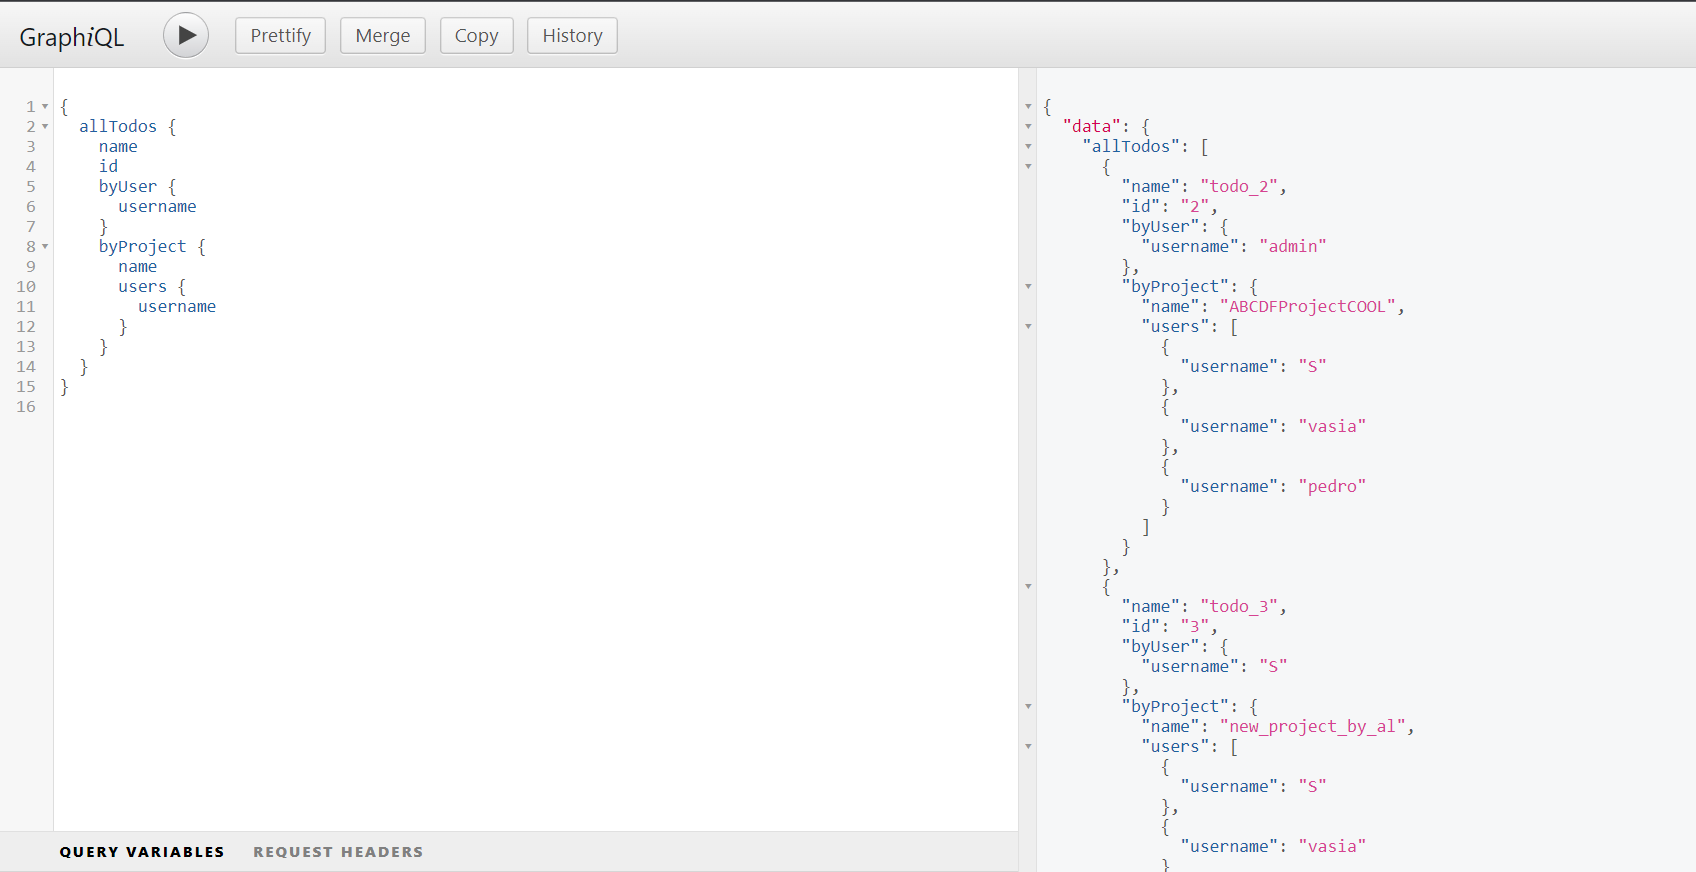 GraphiQL Prettify Merge Copy History
1 {
2   allTodos {
3     name
4     id
5     byUser {
6       username
7     }
8     byProject {
9       name
10       users {
11         username
12       }
13     }
14   }
15 }
16
{
  "data": {
    "allTodos": [
      {
        "name": "todo_2",
        "id": "2",
        "byUser": {
          "username": "admin"
        },
        "byProject": {
          "name": "ABCDFProjectCOOL",
          "users": [
            {
              "username": "S"
            },
            {
              "username": "vasia"
            },
            {
              "username": "pedro"
            }
          ]
        }
      },
      {
        "name": "todo_3",
        "id": "3",
        "byUser": {
          "username": "S"
        },
        "byProject": {
          "name": "new_project_by_al",
          "users": [
            {
              "username": "S"
            },
            {
              "username": "vasia"
            }
QUERY VARIABLES REQUEST HEADERS